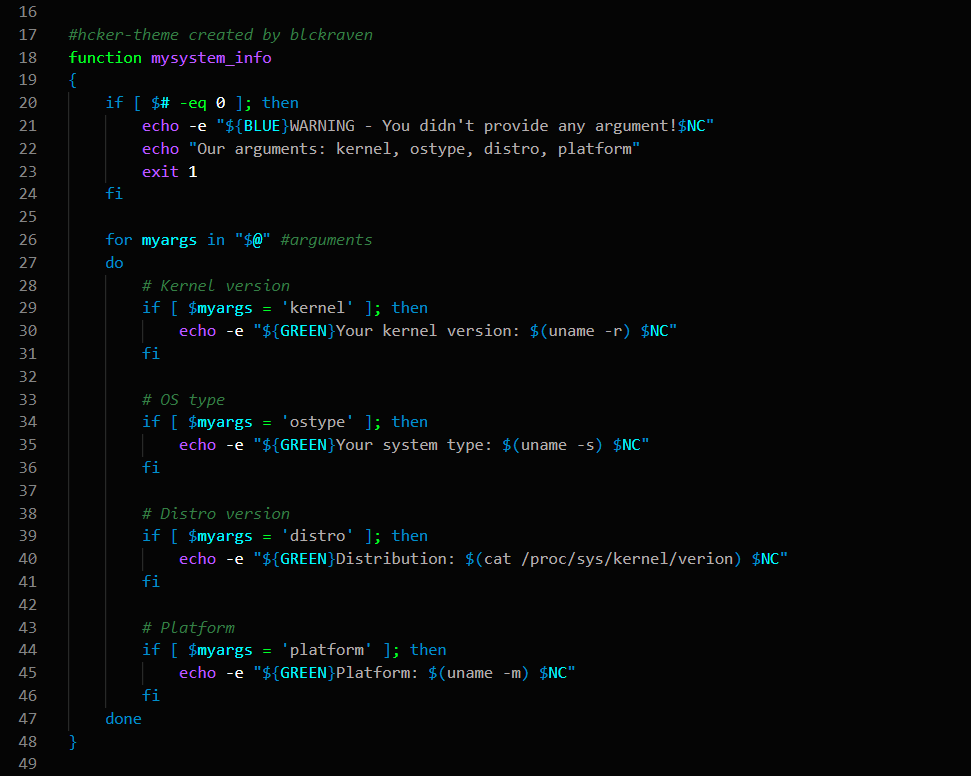 16
17 #hcker-theme created by blckraven
18 function mysystem_info
19 {
20     if [ $# -eq 0 ]; then
21         echo -e "${BLUE}WARNING - You didn't provide any argument!$NC"
22         echo "Our arguments: kernel, ostype, distro, platform"
23         exit 1
24     fi
25
26     for myargs in "$@" #arguments
27     do
28         # Kernel version
29         if [ $myargs = 'kernel' ]; then
30             echo -e "${GREEN}Your kernel version: $(uname -r) $NC"
31         fi
32
33         # OS type
34         if [ $myargs = 'ostype' ]; then
35             echo -e "${GREEN}Your system type: $(uname -s) $NC"
36         fi
37
38         # Distro version
39         if [ $myargs = 'distro' ]; then
40             echo -e "${GREEN}Distribution: $(cat /proc/sys/kernel/verion) $NC"
41         fi
42
43         # Platform
44         if [ $myargs = 'platform' ]; then
45             echo -e "${GREEN}Platform: $(uname -m) $NC"
46         fi
47     done
48 }
49